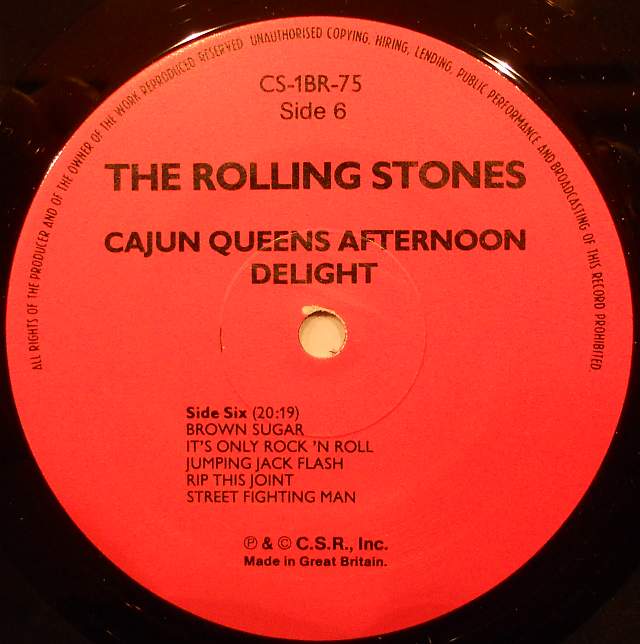 ALL RIGHTS OF THE PRODUCER AND OF THE OWNER OF THE WORK REPRODUCED RESERVED UNAUTHORISED COPYING, HIRING, LENDING, PUBLIC PERFORMANCE AND BROADCASTING OF THIS RECORD PROHIBITED.
CS-1BR-75
Side 6
THE ROLLING STONES
CAJUN QUEENS AFTERNOON
DELIGHT
Side Six (20:19)
BROWN SUGAR
IT'S ONLY ROCK 'N ROLL
JUMPING JACK FLASH
RIP THIS JOINT
STREET FIGHTING MAN
℗ & © C.S.R., Inc.
Made in Great Britain.